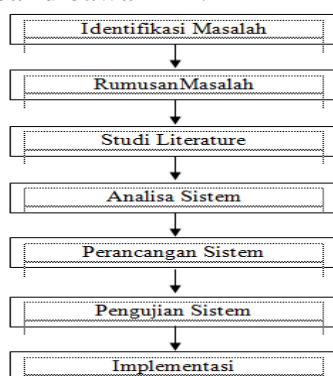 Identifikasi Masalah
RumusanMasalah
Studi Literature
Analisa Sistem
Perancangan Sistem
Pengujian Sistem
Implementasi